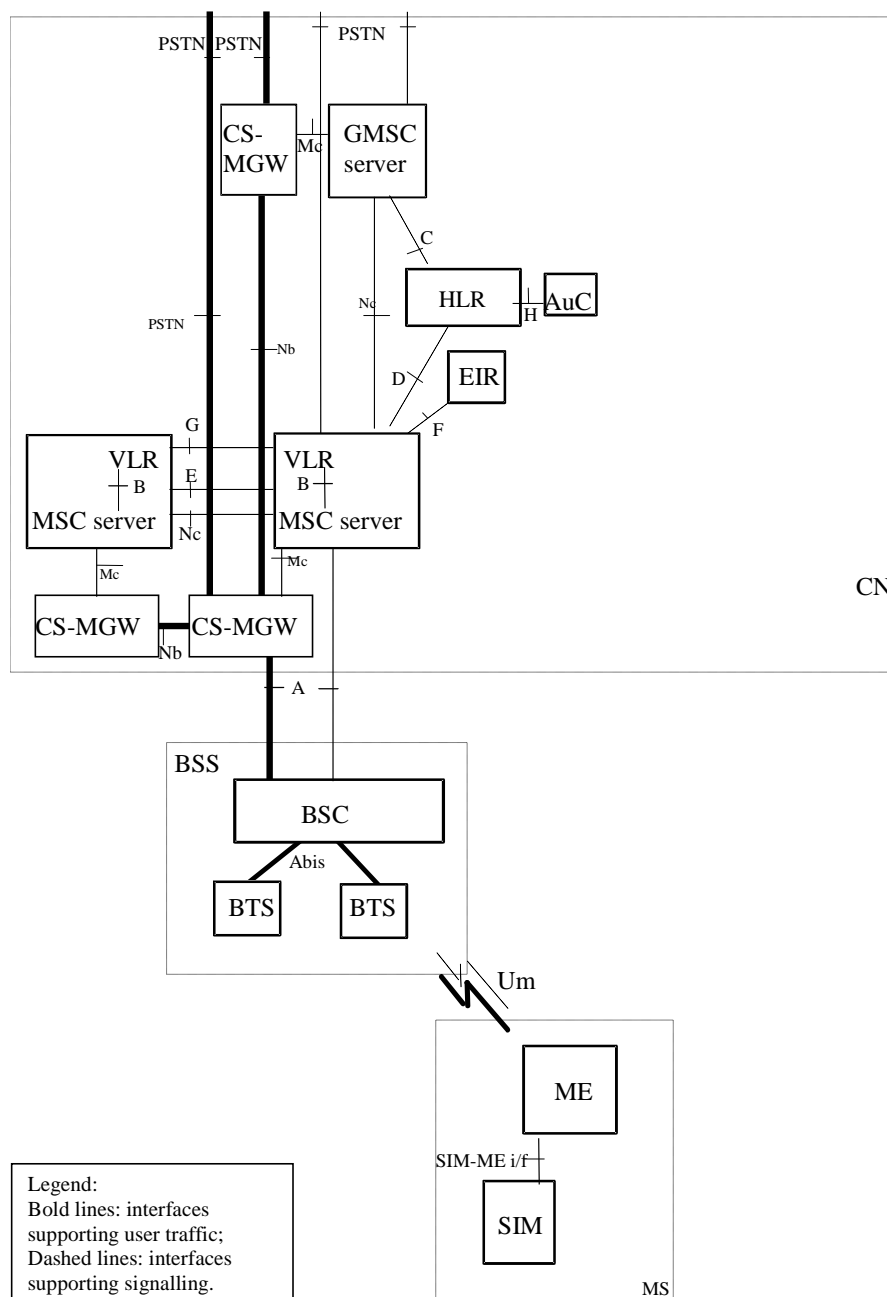 PSTN PSTN PSTN
CS-
MGW
Mc
GMSC
server
C
HLR
H
AuC
Nc
PSTN
Nb
D
EIR
F
G
VLR
E
B
MSC server
Nc
VLR
B
MSC server
Mc
Mc
CN
CS-MGW
Nb
CS-MGW
A
BSS
BSC
Abis
BTS
BTS
Um
ME
SIM-ME i/f
SIM
MS
Legend:
Bold lines: interfaces
supporting user traffic;
Dashed lines: interfaces
supporting signalling.